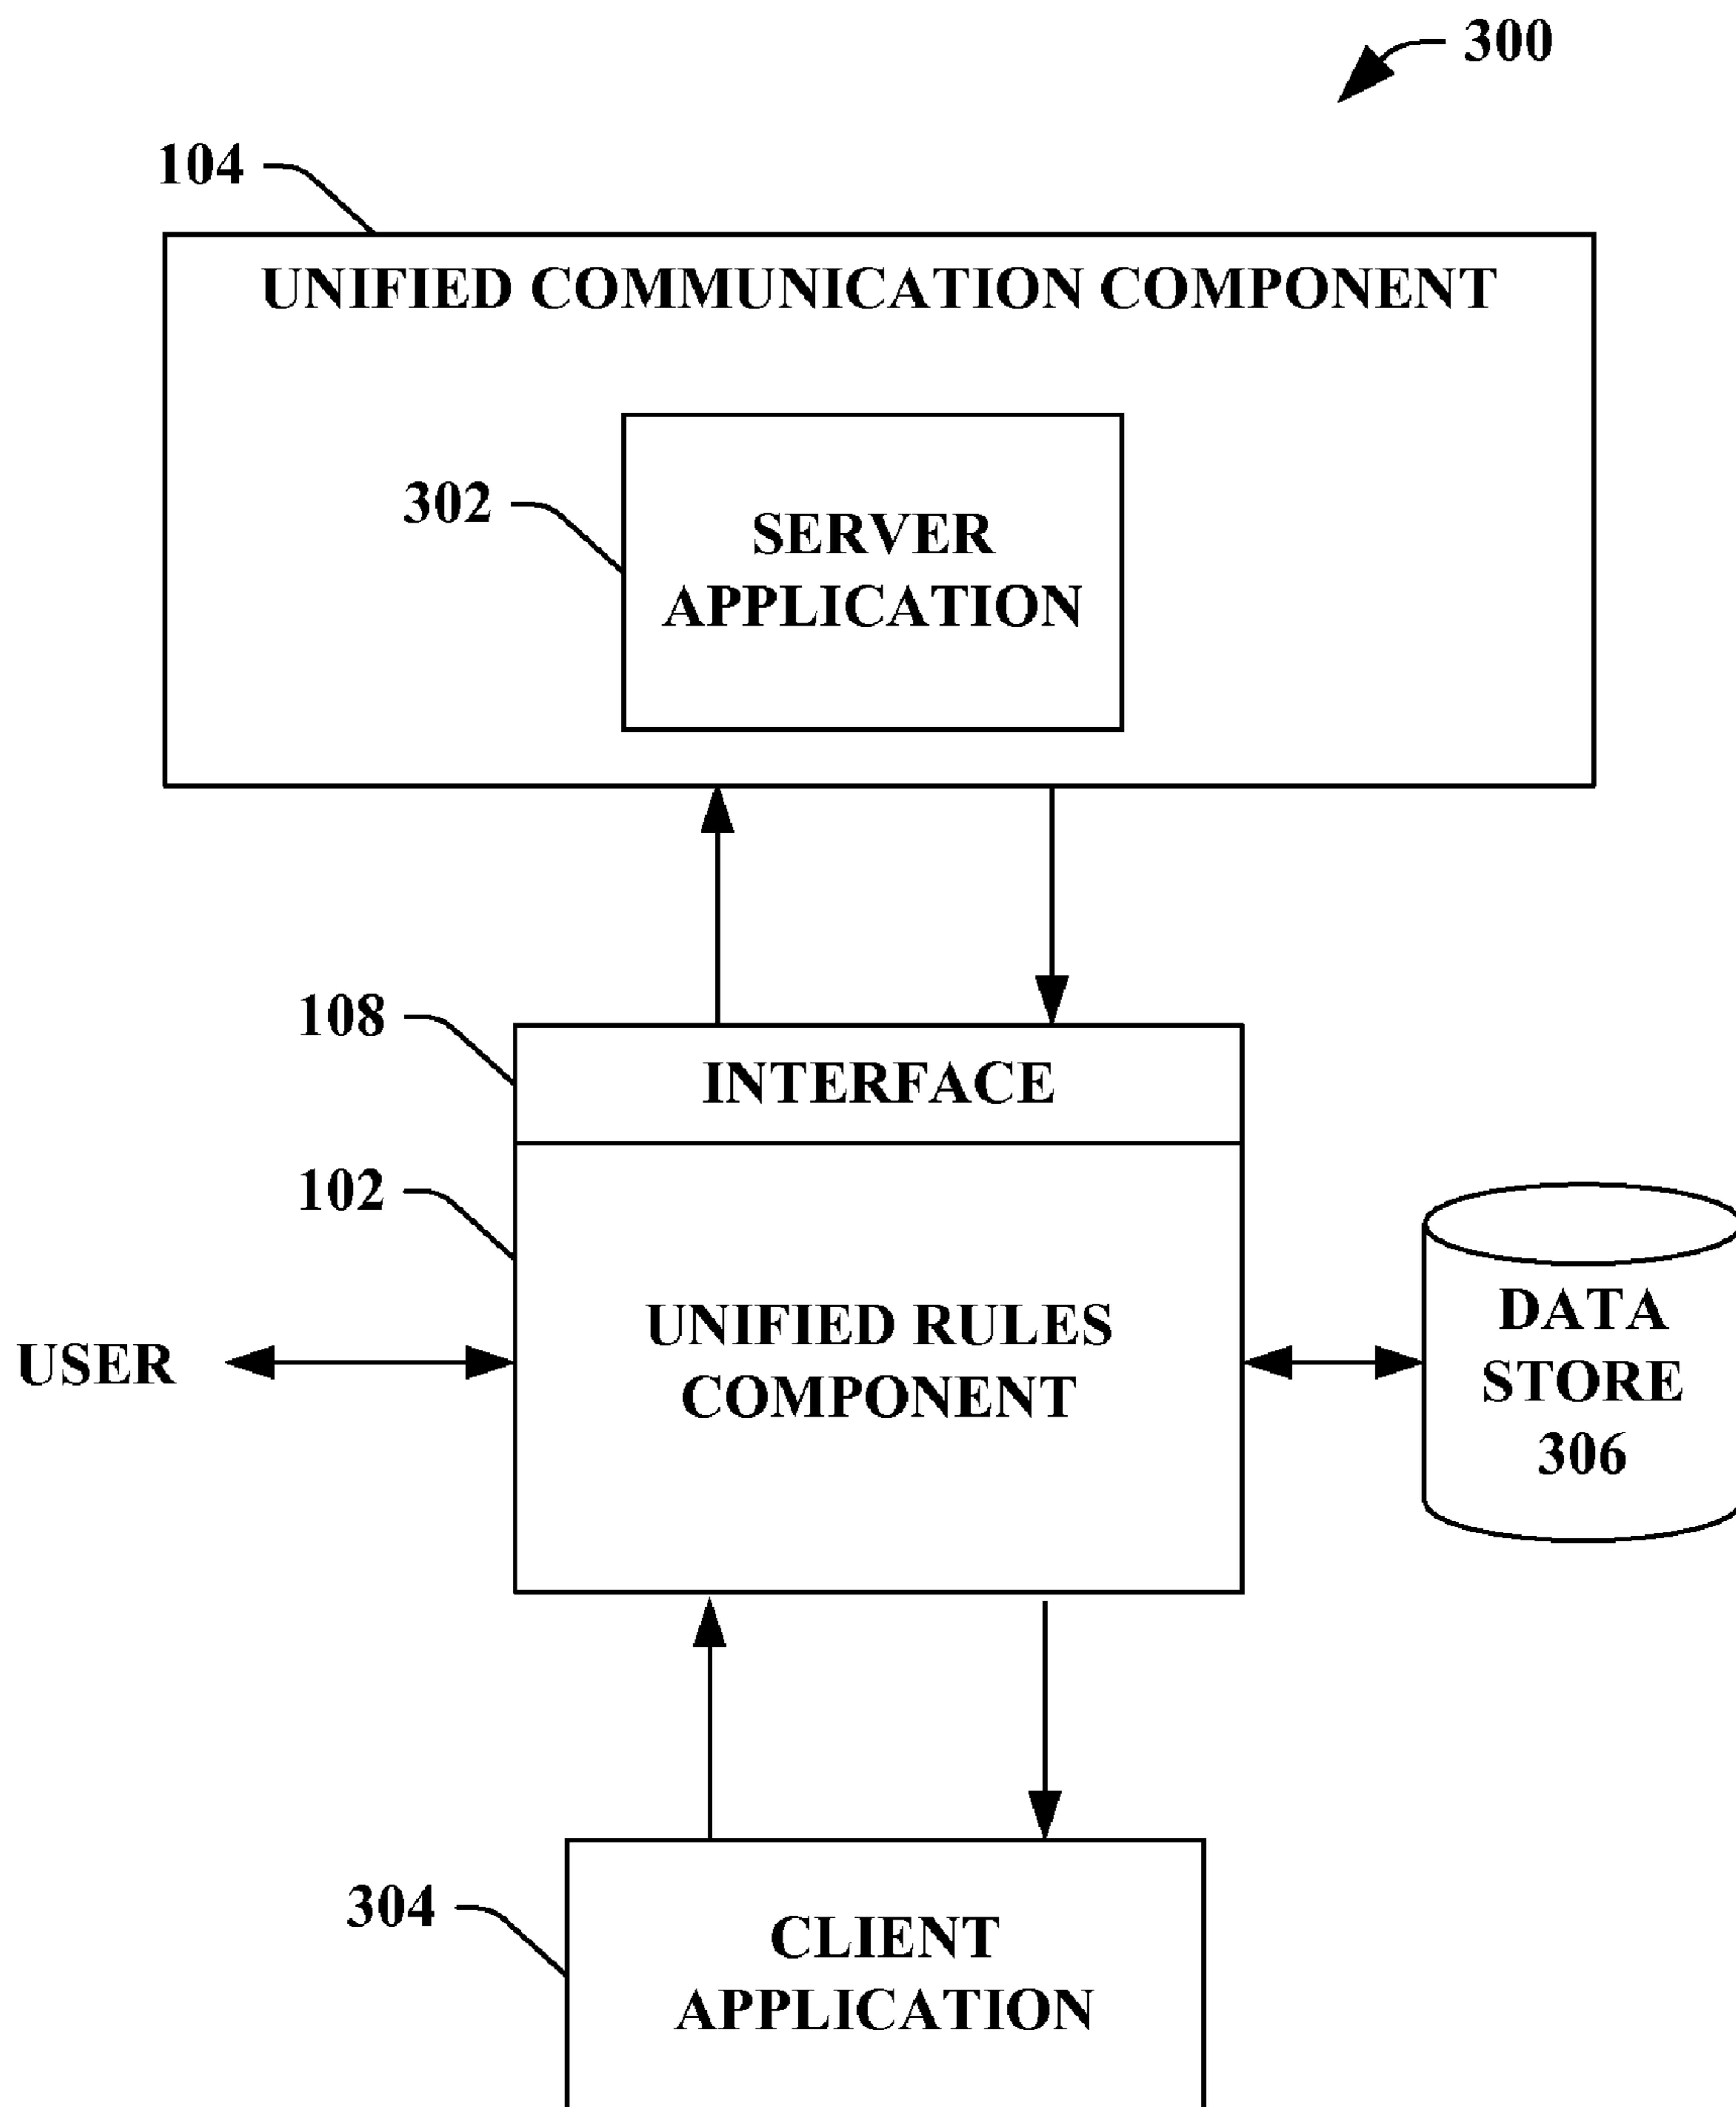 300
104
UNIFIED COMMUNICATION COMPONENT
302
SERVER
APPLICATION
108
INTERFACE
102
UNIFIED RULES
COMPONENT
USER
DATA
STORE
306
304
CLIENT
APPLICATION